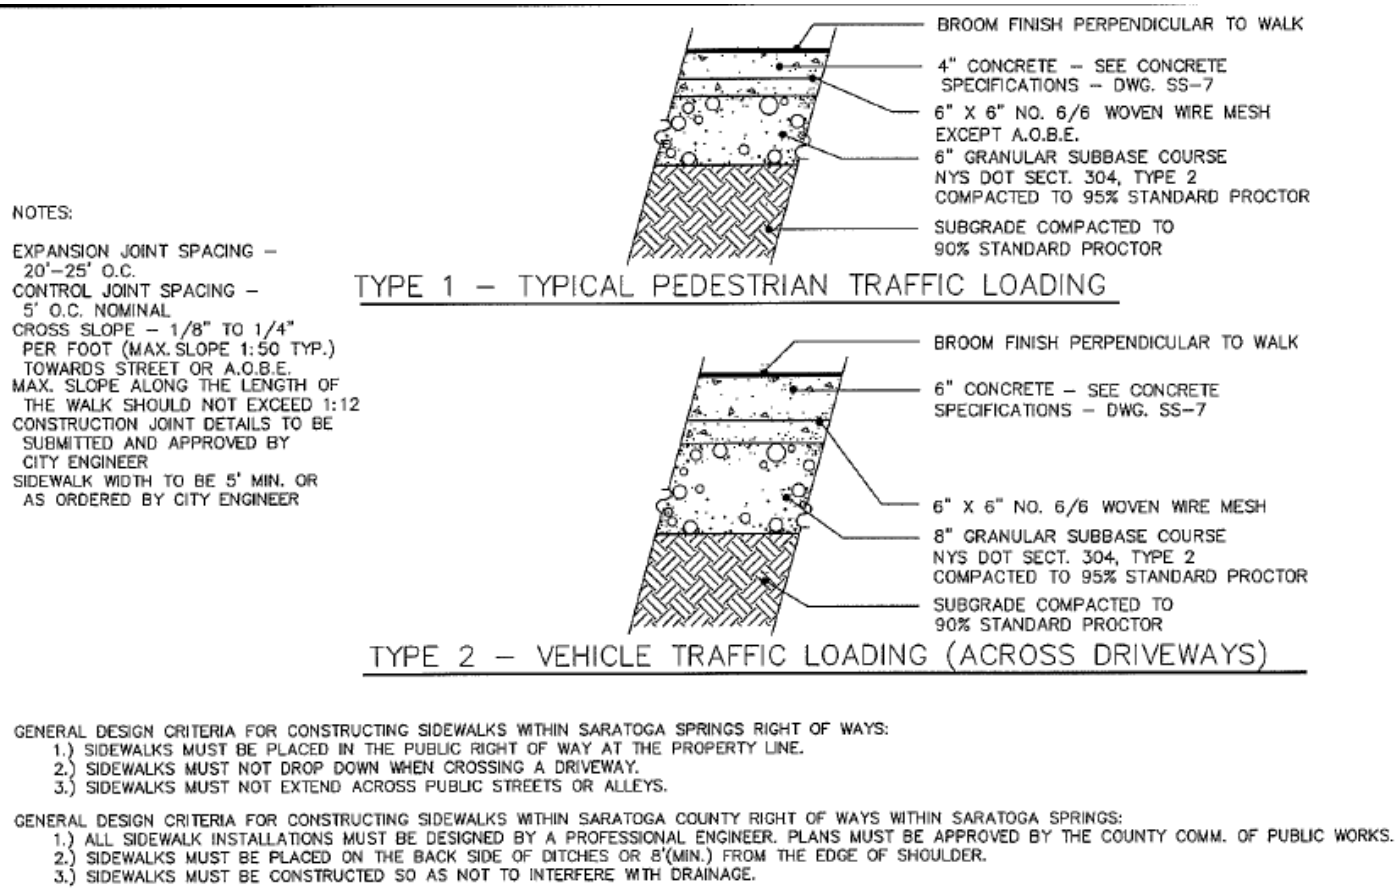 BROOM FINISH PERPENDICULAR TO WALK
4" CONCRETE – SEE CONCRETE
SPECIFICATIONS – DWG. SS-7
6" X 6" NO. 6/6 WOVEN WIRE MESH
EXCEPT A.O.B.E.
6" GRANULAR SUBBASE COURSE
NYS DOT SECT. 304, TYPE 2
COMPACTED TO 95% STANDARD PROCTOR
SUBGRADE COMPACTED TO
90% STANDARD PROCTOR
TYPE 1 – TYPICAL PEDESTRIAN TRAFFIC LOADING
NOTES:
EXPANSION JOINT SPACING –
20'-25' O.C.
CONTROL JOINT SPACING –
5' O.C. NOMINAL
CROSS SLOPE – 1/8" TO 1/4"
PER FOOT (MAX. SLOPE 1:50 TYP.)
TOWARDS STREET OR A.O.B.E.
MAX. SLOPE ALONG THE LENGTH OF
THE WALK SHOULD NOT EXCEED 1:12
CONSTRUCTION JOINT DETAILS TO BE
SUBMITTED AND APPROVED BY
CITY ENGINEER
SIDEWALK WIDTH TO BE 5' MIN. OR
AS ORDERED BY CITY ENGINEER
BROOM FINISH PERPENDICULAR TO WALK
6" CONCRETE – SEE CONCRETE
SPECIFICATIONS – DWG. SS-7
6" X 6" NO. 6/6 WOVEN WIRE MESH
8" GRANULAR SUBBASE COURSE
NYS DOT SECT. 304, TYPE 2
COMPACTED TO 95% STANDARD PROCTOR
SUBGRADE COMPACTED TO
90% STANDARD PROCTOR
TYPE 2 – VEHICLE TRAFFIC LOADING (ACROSS DRIVEWAYS)
GENERAL DESIGN CRITERIA FOR CONSTRUCTING SIDEWALKS WITHIN SARATOGA SPRINGS RIGHT OF WAYS:
1.) SIDEWALKS MUST BE PLACED IN THE PUBLIC RIGHT OF WAY AT THE PROPERTY LINE.
2.) SIDEWALKS MUST NOT DROP DOWN WHEN CROSSING A DRIVEWAY.
3.) SIDEWALKS MUST NOT EXTEND ACROSS PUBLIC STREETS OR ALLEYS.
GENERAL DESIGN CRITERIA FOR CONSTRUCTING SIDEWALKS WITHIN SARATOGA COUNTY RIGHT OF WAYS WITHIN SARATOGA SPRINGS:
1.) ALL SIDEWALK INSTALLATIONS MUST BE DESIGNED BY A PROFESSIONAL ENGINEER. PLANS MUST BE APPROVED BY THE COUNTY COMM. OF PUBLIC WORKS.
2.) SIDEWALKS MUST BE PLACED ON THE BACK SIDE OF DITCHES OR 8'(MIN.) FROM THE EDGE OF SHOULDER.
3.) SIDEWALKS MUST BE CONSTRUCTED SO AS NOT TO INTERFERE WITH DRAINAGE.